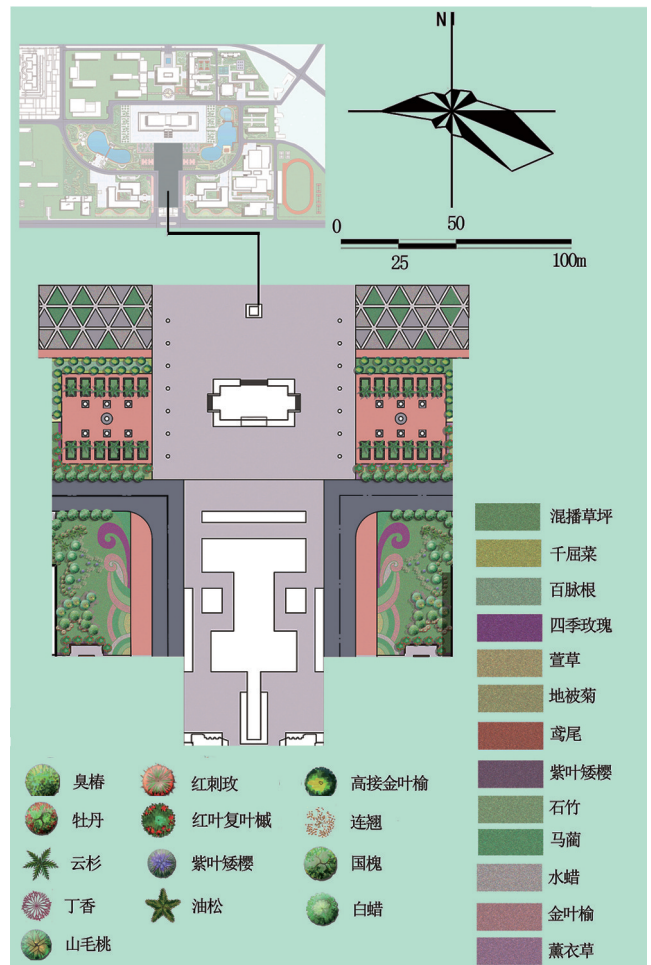 N
0
50
25
100m
混播草坪
千屈菜
百脉根
四季玫瑰
萱草
地被菊
鸢尾
紫叶矮樱
石竹
马蔺
水蜡
金叶榆
薰衣草
臭椿
红刺玫
高接金叶榆
牡丹
红叶复叶槭
连翘
云杉
紫叶矮樱
国槐
丁香
油松
白蜡
山毛桃